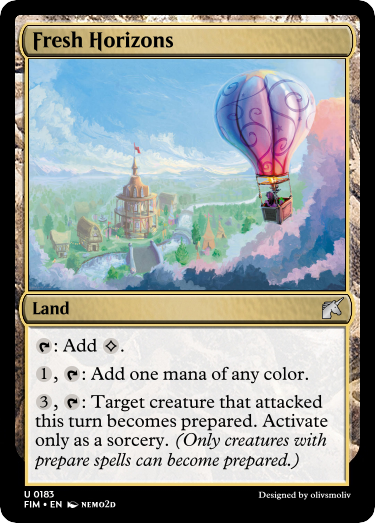 Fresh Horizons
Land
: Add .
1, : Add one mana of any color.
3, : Target creature that attacked
this turn becomes prepared. Activate
only as a sorcery. (Only creatures with
prepare spells can become prepared.)
U 0183
FIM • EN NEMO2D
Designed by olivsmoliv